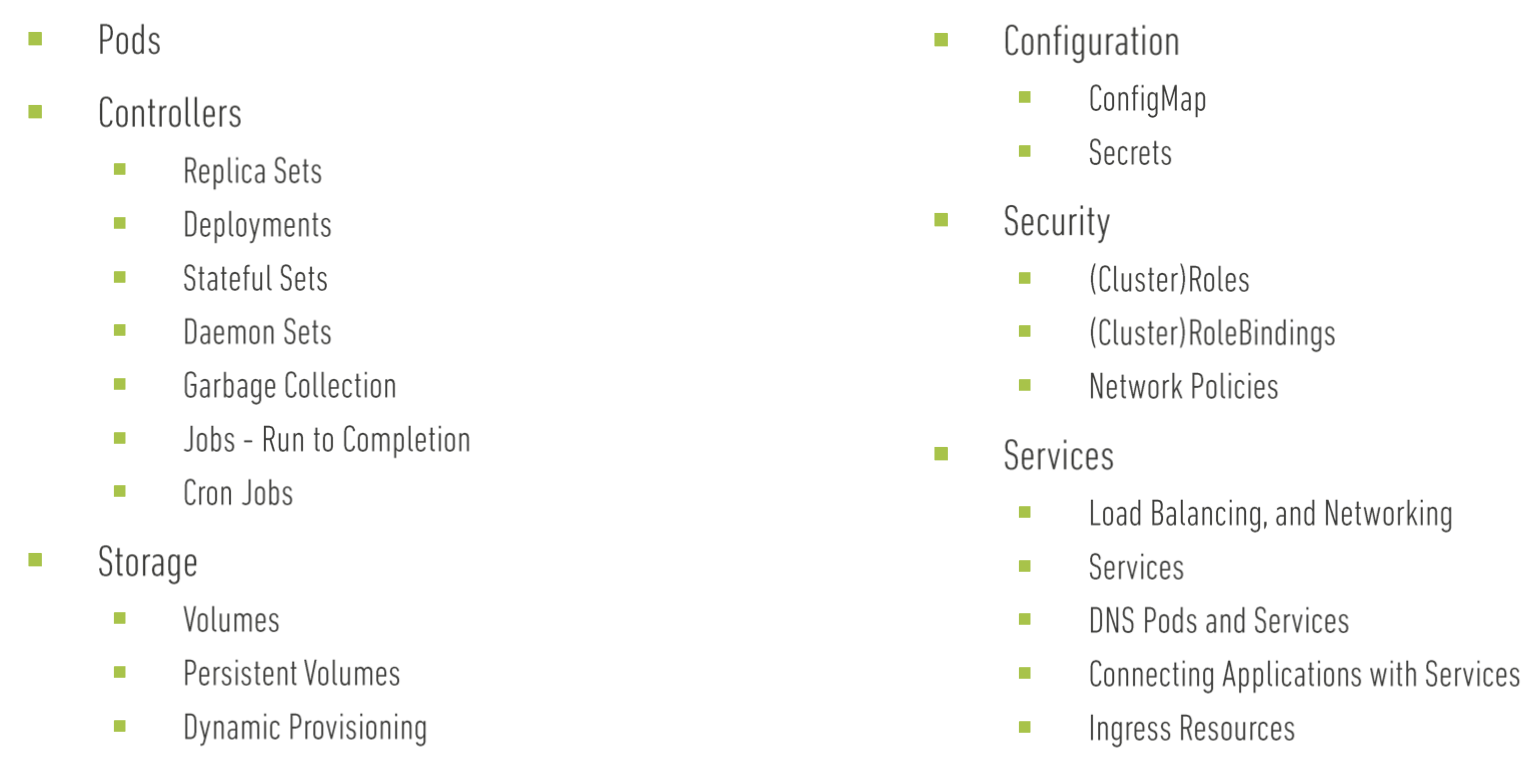 Pods
Controllers
Replica Sets
Deployments
Stateful Sets
Daemon Sets
Garbage Collection
Jobs - Run to Completion
Cron Jobs
Storage
Volumes
Persistent Volumes
Dynamic Provisioning
Configuration
ConfigMap
Secrets
Security
(Cluster)Roles
(Cluster)RoleBindings
Network Policies
Services
Load Balancing, and Networking
Services
DNS Pods and Services
Connecting Applications with Services
Ingress Resources